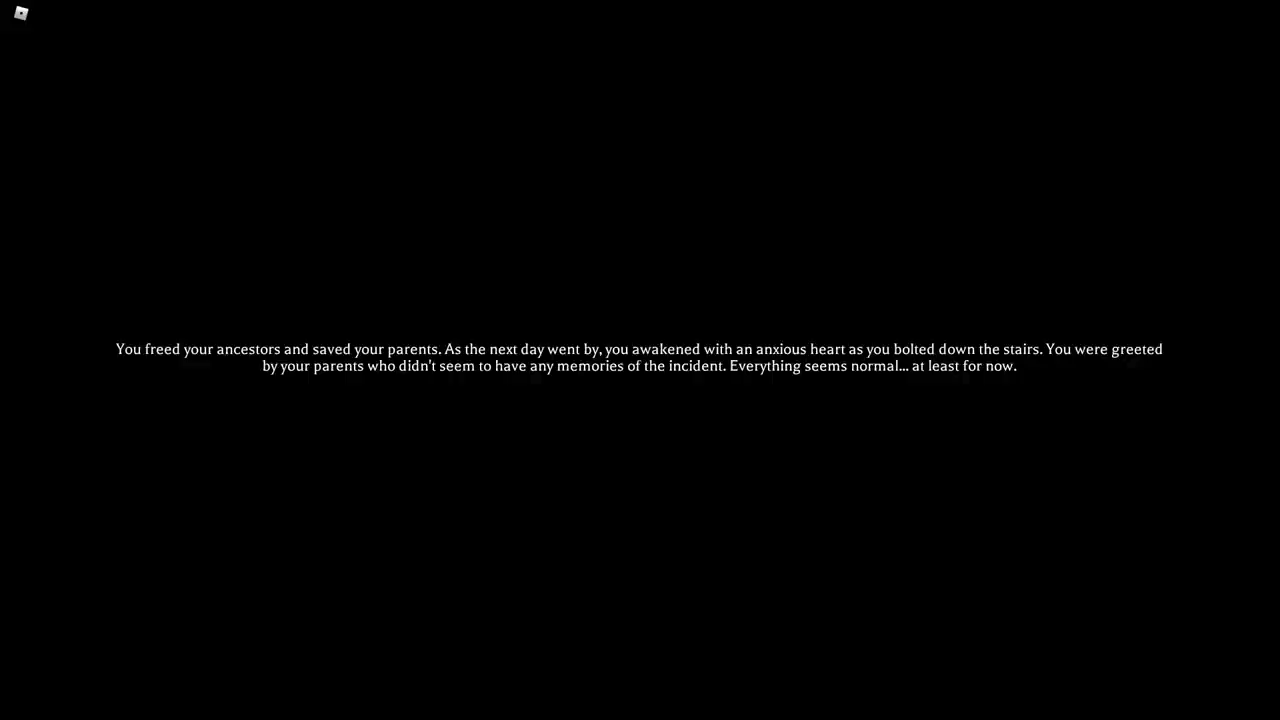 You freed your ancestors and saved your parents. As the next day went by, you awakened with an anxious heart as you bolted down the stairs. You were greeted
by your parents who didn't seem to have any memories of the incident. Everything seems normal... at least for now.